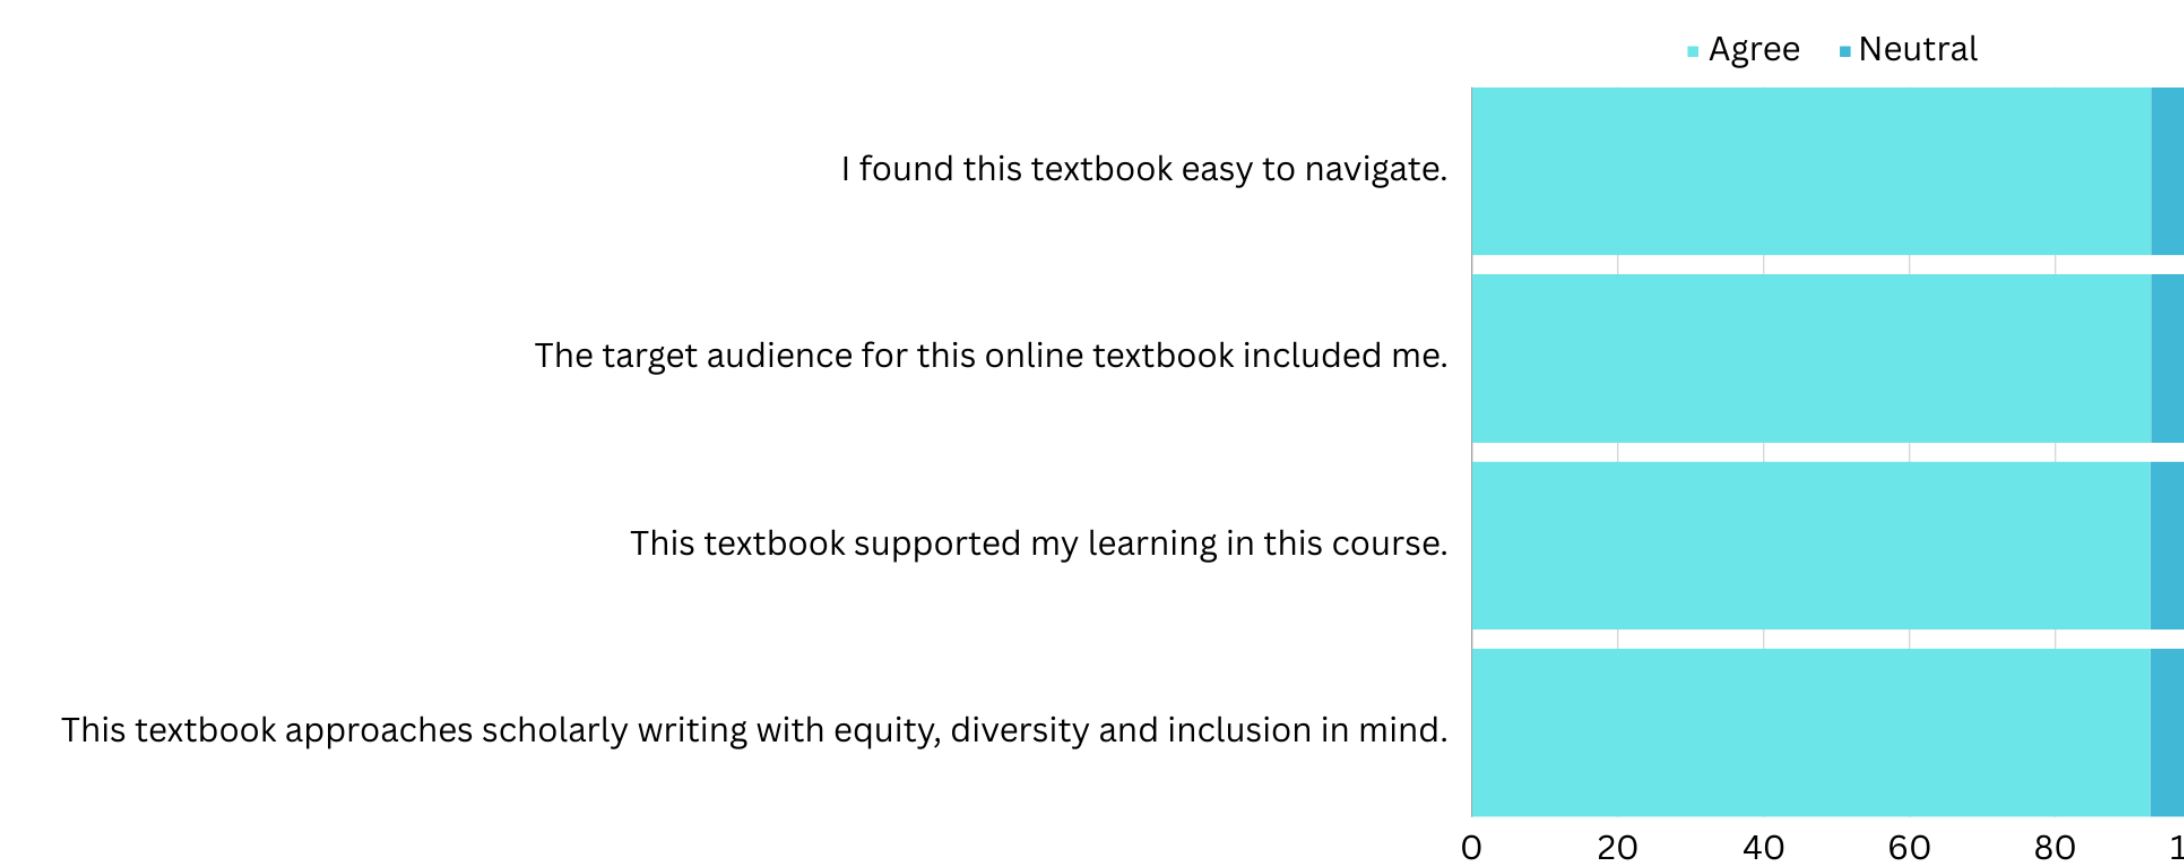 Agree Neutral
I found this textbook easy to navigate.
The target audience for this online textbook included me.
This textbook supported my learning in this course.
This textbook approaches scholarly writing with equity, diversity and inclusion in mind.
0 20 40 60 80